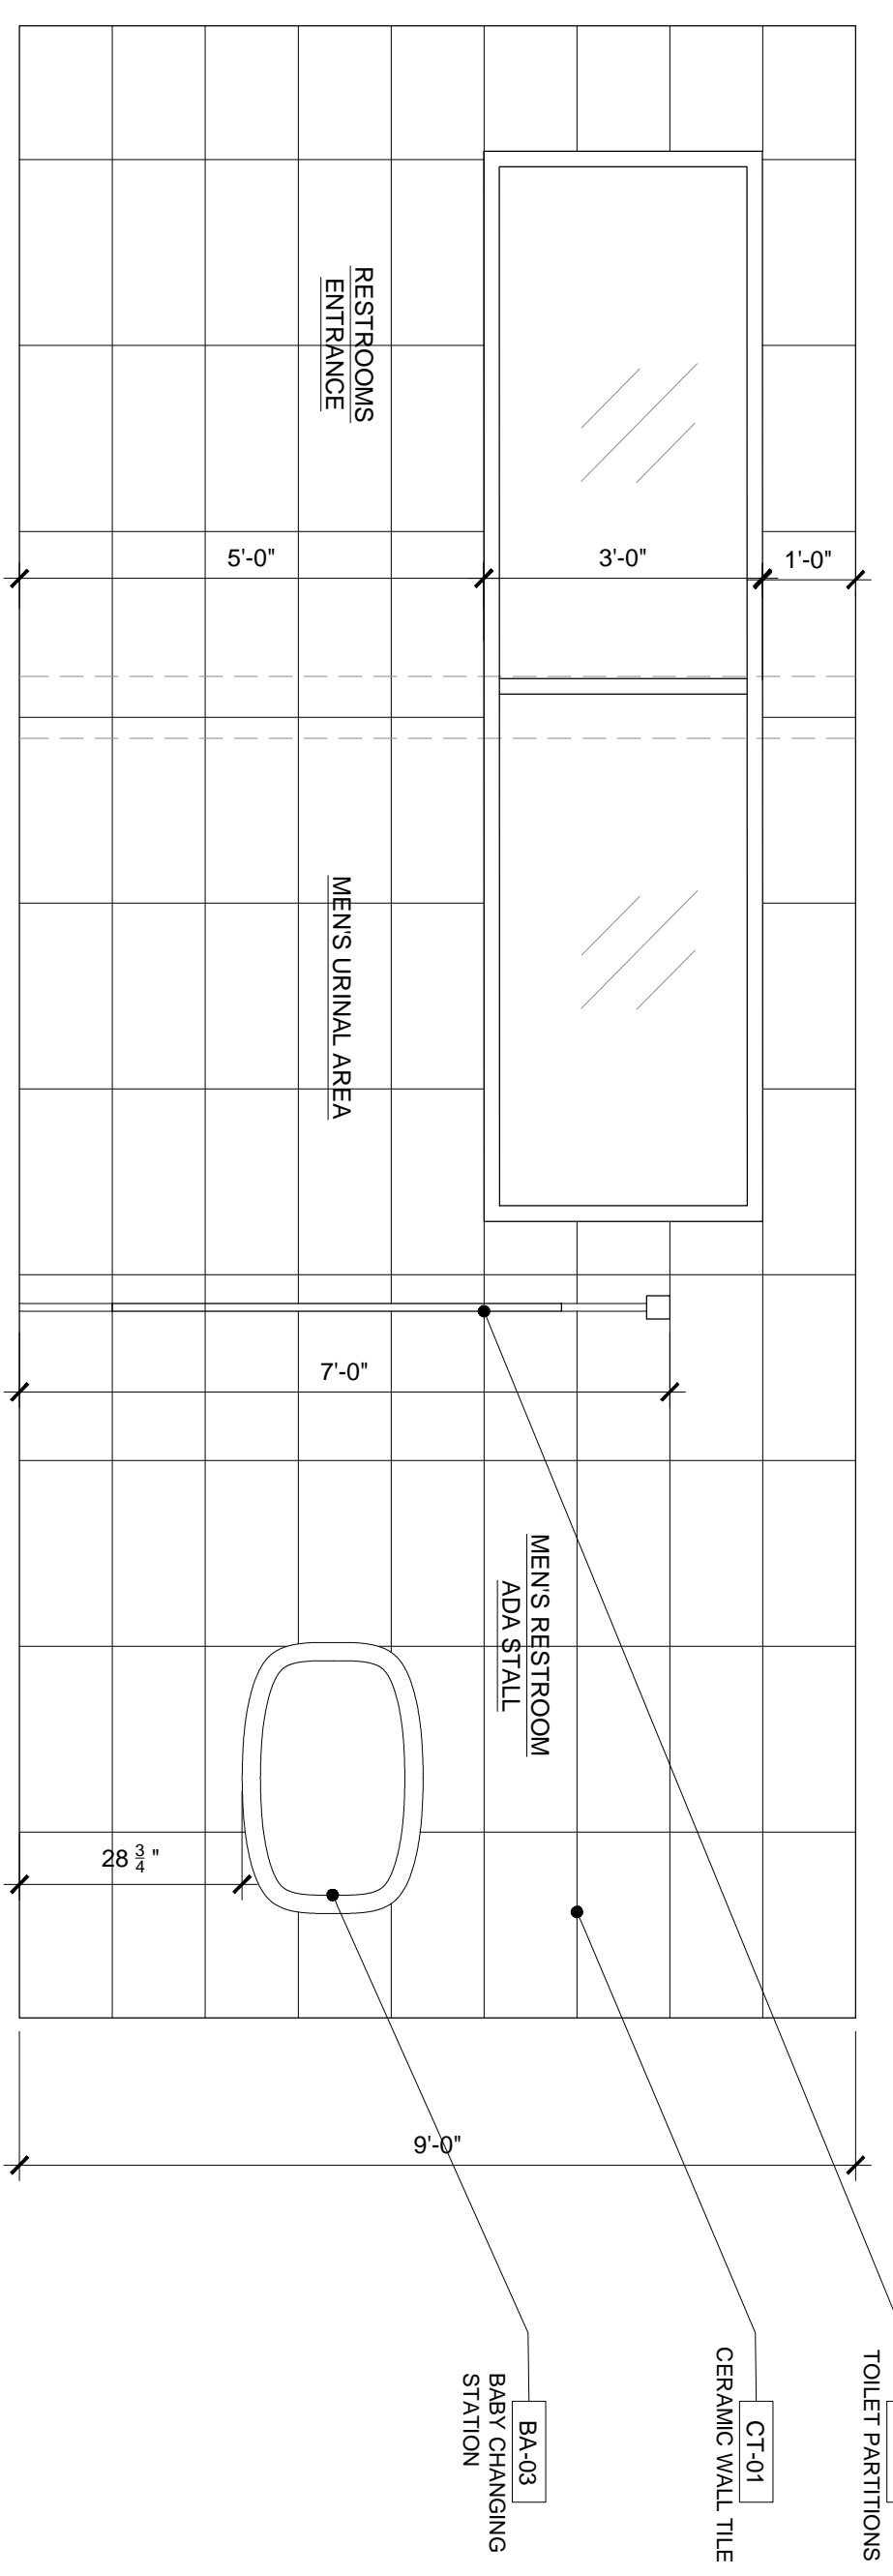 RESTROOMS
ENTRANCE
5'-0"
3'-0"
1'-0"
MEN'S URINAL AREA
7'-0"
MEN'S RESTROOM
ADA STALL
28 3/4 "
9'-0"
TOILET PARTITIONS
CT-01
CERAMIC WALL TILE
BA-03
BABY CHANGING
STATION